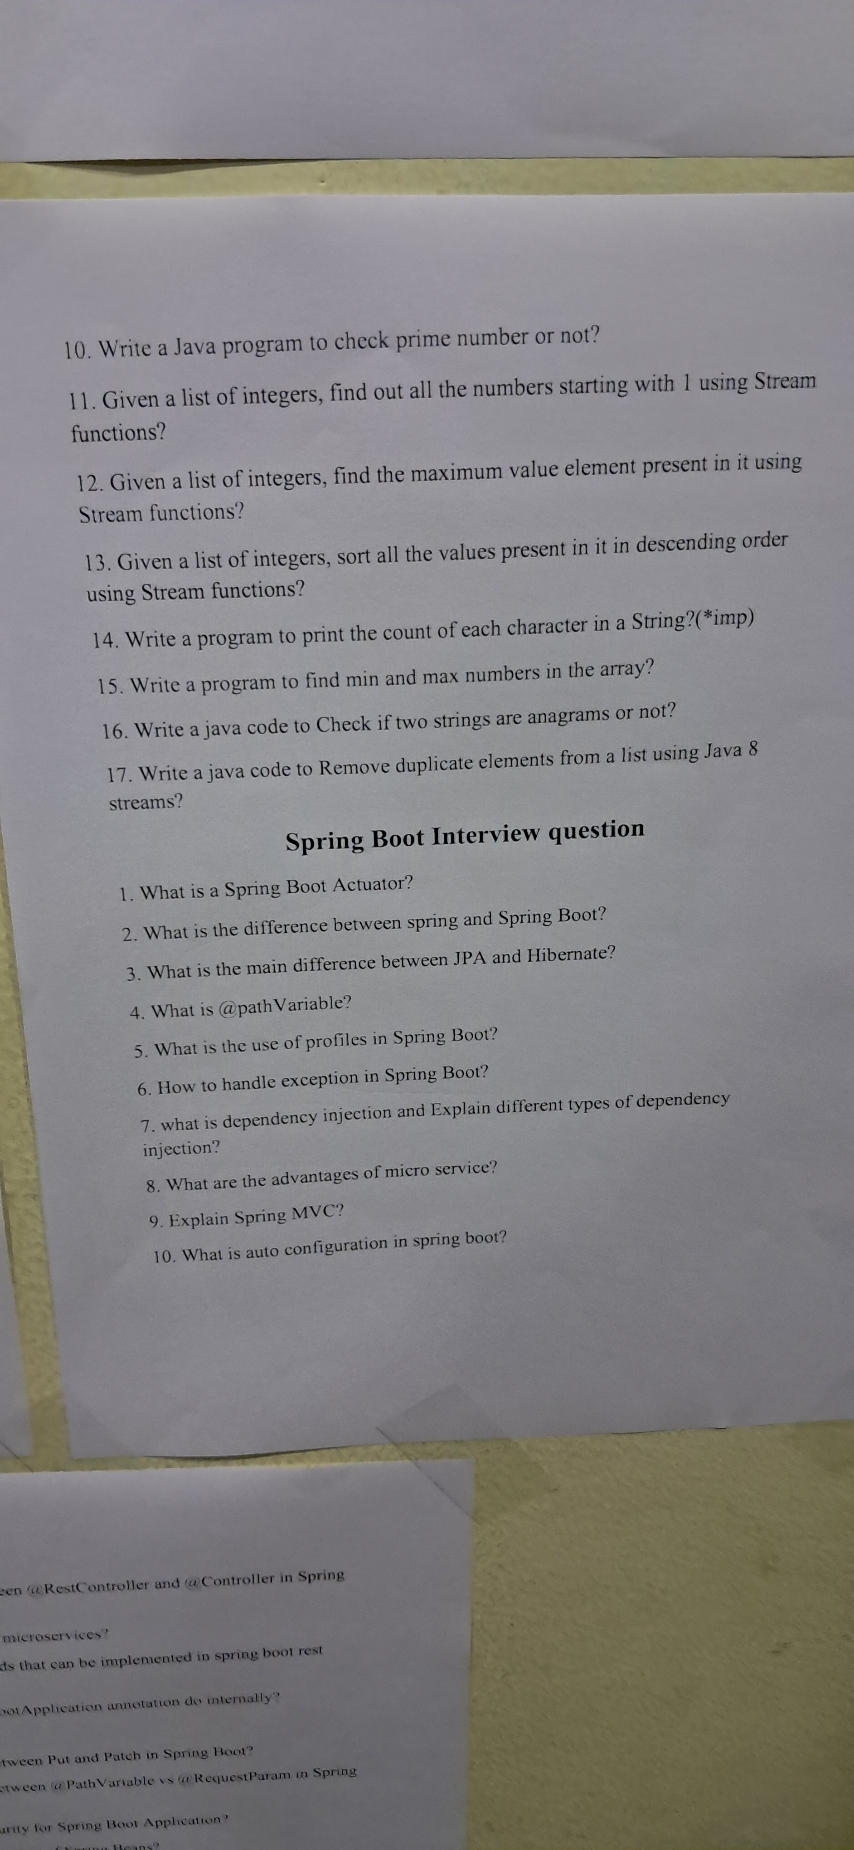 10. Write a Java program to check prime number or not?
11. Given a list of integers, find out all the numbers starting with 1 using Stream
functions?
12. Given a list of integers, find the maximum value element present in it using
Stream functions?
13. Given a list of integers, sort all the values present in it in descending order
using Stream functions?
14. Write a program to print the count of each character in a String?(*imp)
15. Write a program to find min and max numbers in the array?
16. Write a java code to Check if two strings are anagrams or not?
17. Write a java code to Remove duplicate elements from a list using Java 8
streams?
Spring Boot Interview question
1. What is a Spring Boot Actuator?
2. What is the difference between spring and Spring Boot?
3. What is the main difference between JPA and Hibernate?
4. What is @pathVariable?
5. What is the use of profiles in Spring Boot?
6. How to handle exception in Spring Boot?
7. what is dependency injection and Explain different types of dependency
injection?
8. What are the advantages of micro service?
9. Explain Spring MVC?
10. What is auto configuration in spring boot?
een @RestController and @Controller in Spring
microservices?
ds that can be implemented in spring boot rest
ootApplication annotation do internally?
tween Put and Patch in Spring Boot?
etween @PathVariable vs @RequestParam in Spring
urity for Spring Boot Application?
Beans?